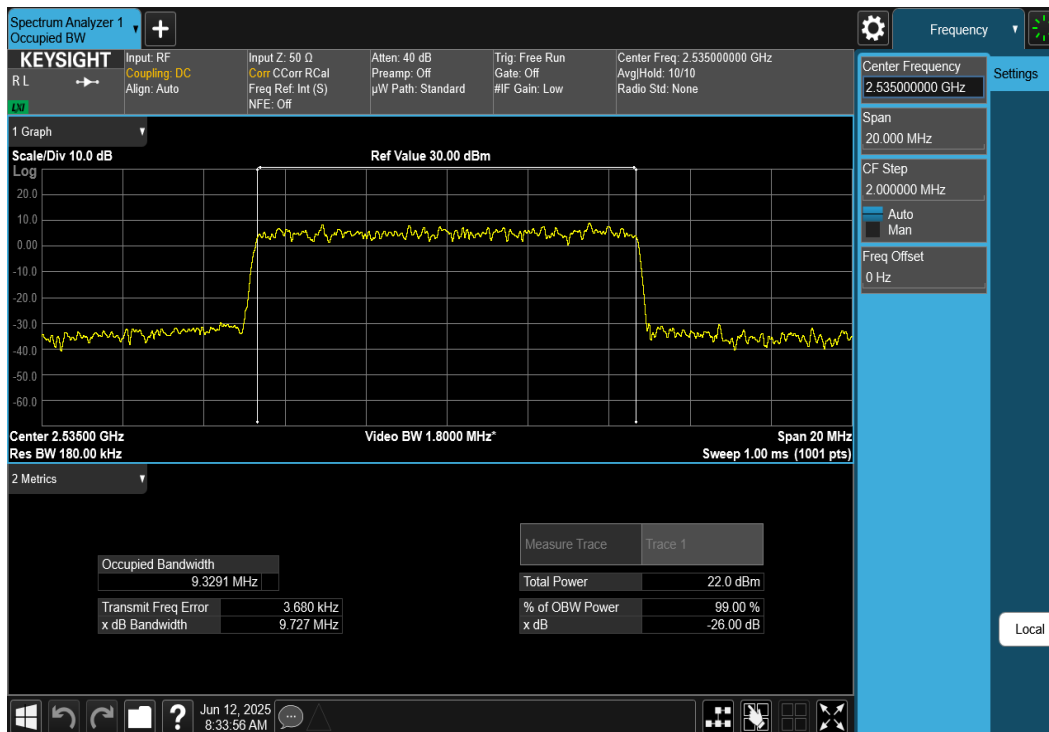 Spectrum Analyzer 1
Occupied BW
Frequency
KEYSIGHT
R L
LXI
Input: RF
Coupling: DC
Align: Auto
Input Z: 50 Ω
Corr CCorr RCal
Freq Ref: Int (S)
NFE: Off
Atten: 40 dB
Preamp: Off
µW Path: Standard
Trig: Free Run
Gate: Off
#IF Gain: Low
Center Freq: 2.535000000 GHz
Avg|Hold: 10/10
Radio Std: None
Center Frequency
2.535000000 GHz
Settings
Span
20.000 MHz
CF Step
2.000000 MHz
Auto
Man
Freq Offset
0 Hz
Local
1 Graph
Scale/Div 10.0 dB
Ref Value 30.00 dBm
Log
20.0
10.0
0.00
-10.0
-20.0
-30.0
-40.0
-50.0
-60.0
Center 2.53500 GHz
Video BW 1.8000 MHz*
Span 20 MHz
Res BW 180.00 kHz
Sweep 1.00 ms (1001 pts)
2 Metrics
Measure Trace
Trace 1
Occupied Bandwidth
9.3291 MHz
Total Power
22.0 dBm
Transmit Freq Error
3.680 kHz
% of OBW Power
99.00 %
x dB Bandwidth
9.727 MHz
x dB
-26.00 dB
Jun 12, 2025
8:33:56 AM